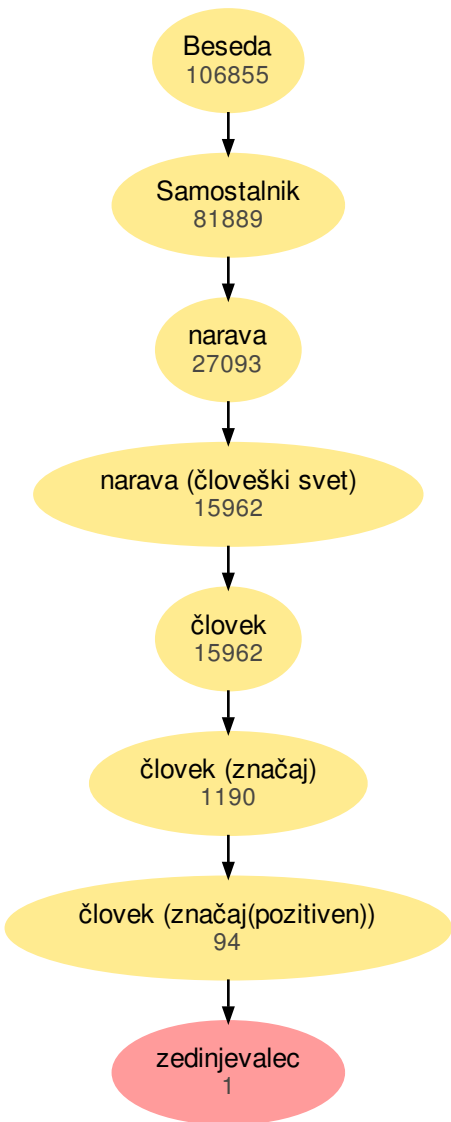 Beseda
106855
Samostalnik
81889
narava
27093
narava (človeški svet)
15962
človek
15962
človek (značaj)
1190
človek (značaj(pozitiven))
94
zedinjevalec
1